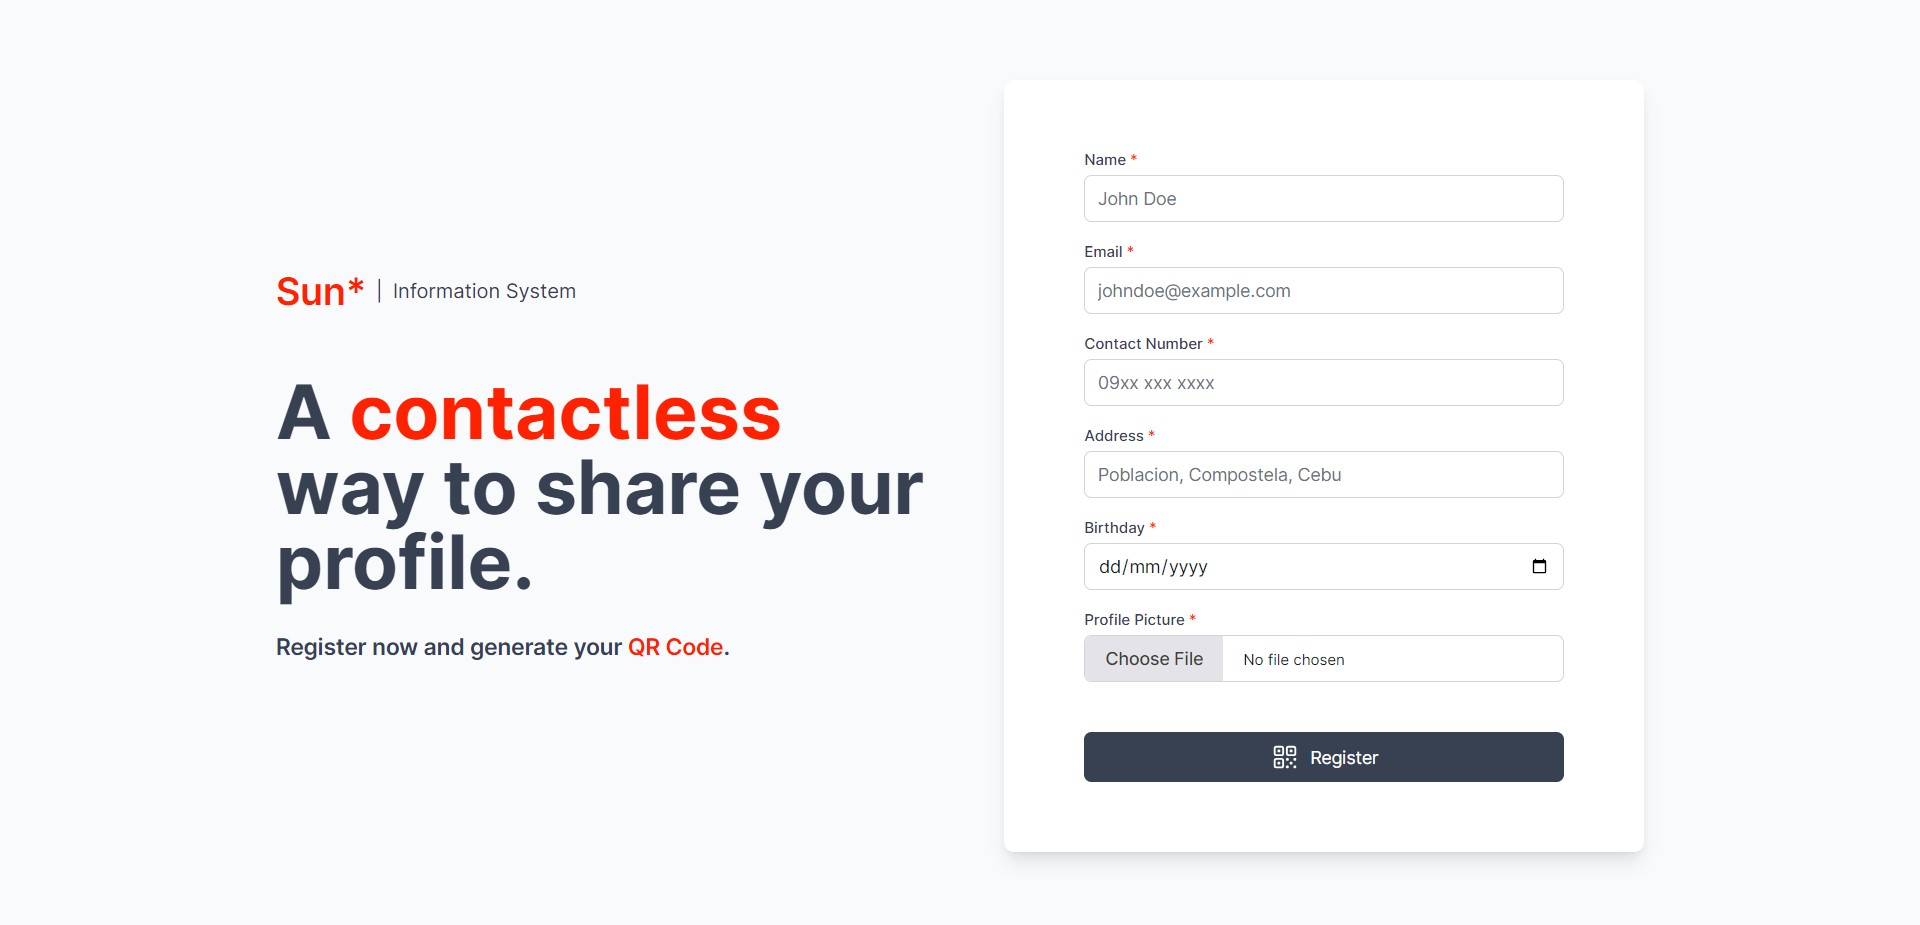 Sun* | Information System
A contactless
way to share your
profile.
Register now and generate your QR Code.
Name *
John Doe
Email *
johndoe@example.com
Contact Number *
09xx xxx xxxx
Address *
Poblacion, Compostela, Cebu
Birthday *
dd/mm/yyyy
Profile Picture *
Choose File No file chosen
Register